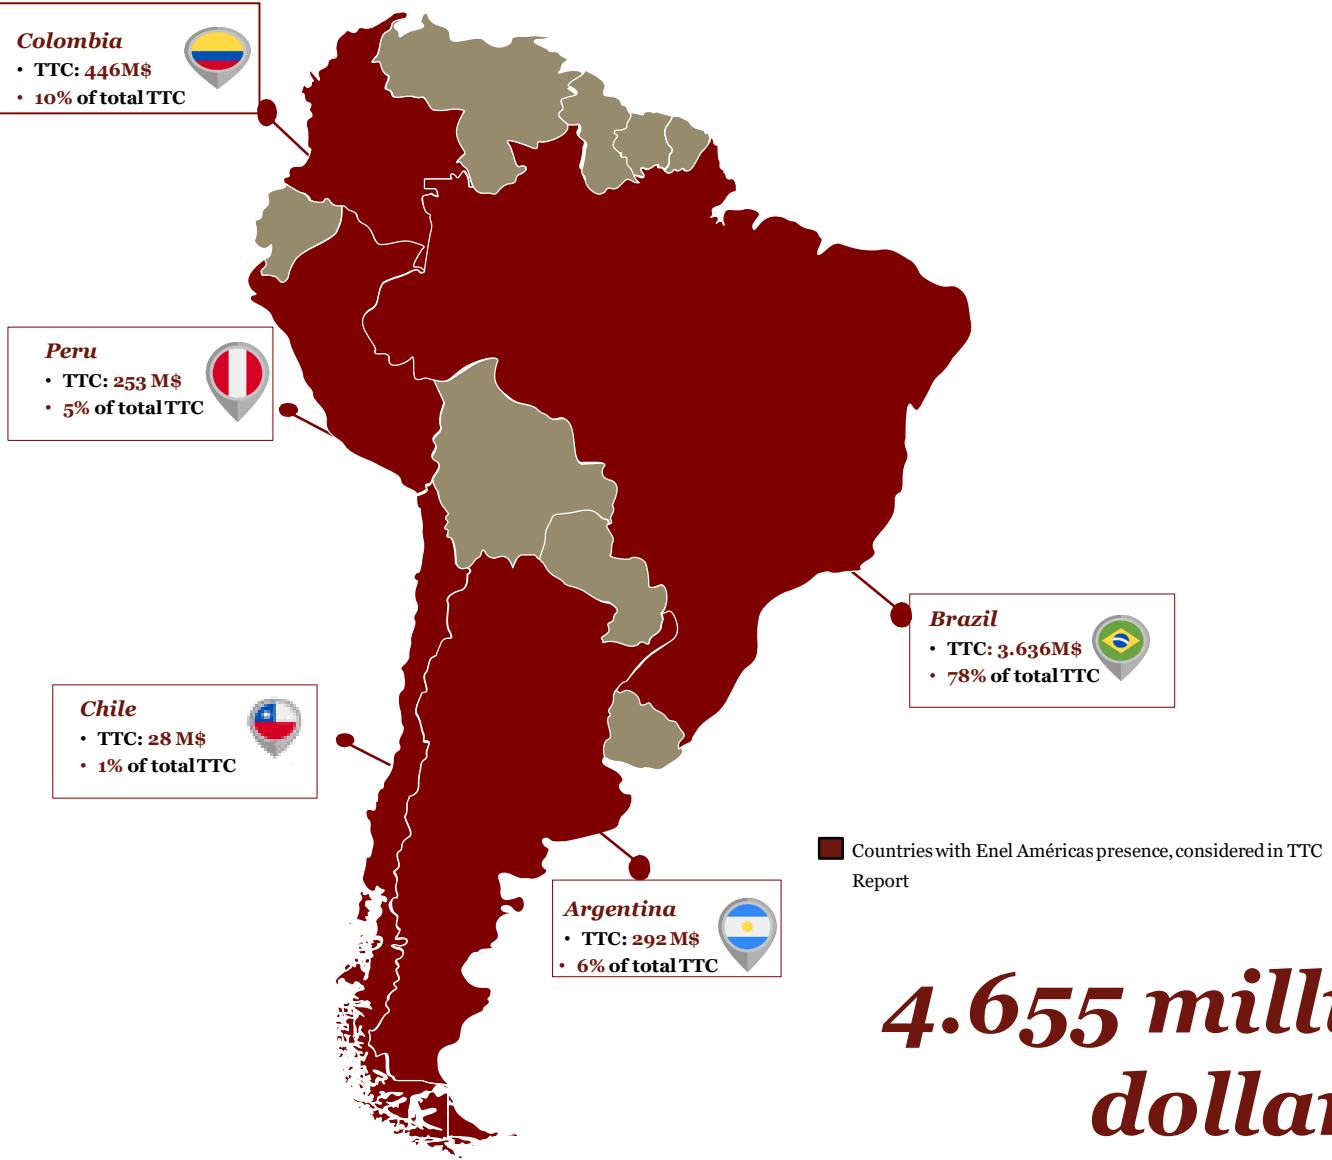 Colombia
• TTC: 446M$
• 10% of total TTC
Peru
• TTC: 253 M$
• 5% of total TTC
Brazil
• TTC: 3.636M$
• 78% of total TTC
Chile
• TTC: 28 M$
• 1% of total TTC
Countries with Enel Américas presence, considered in TTC
Report
Argentina
• TTC: 292 M$
• 6% of total TTC
4.655